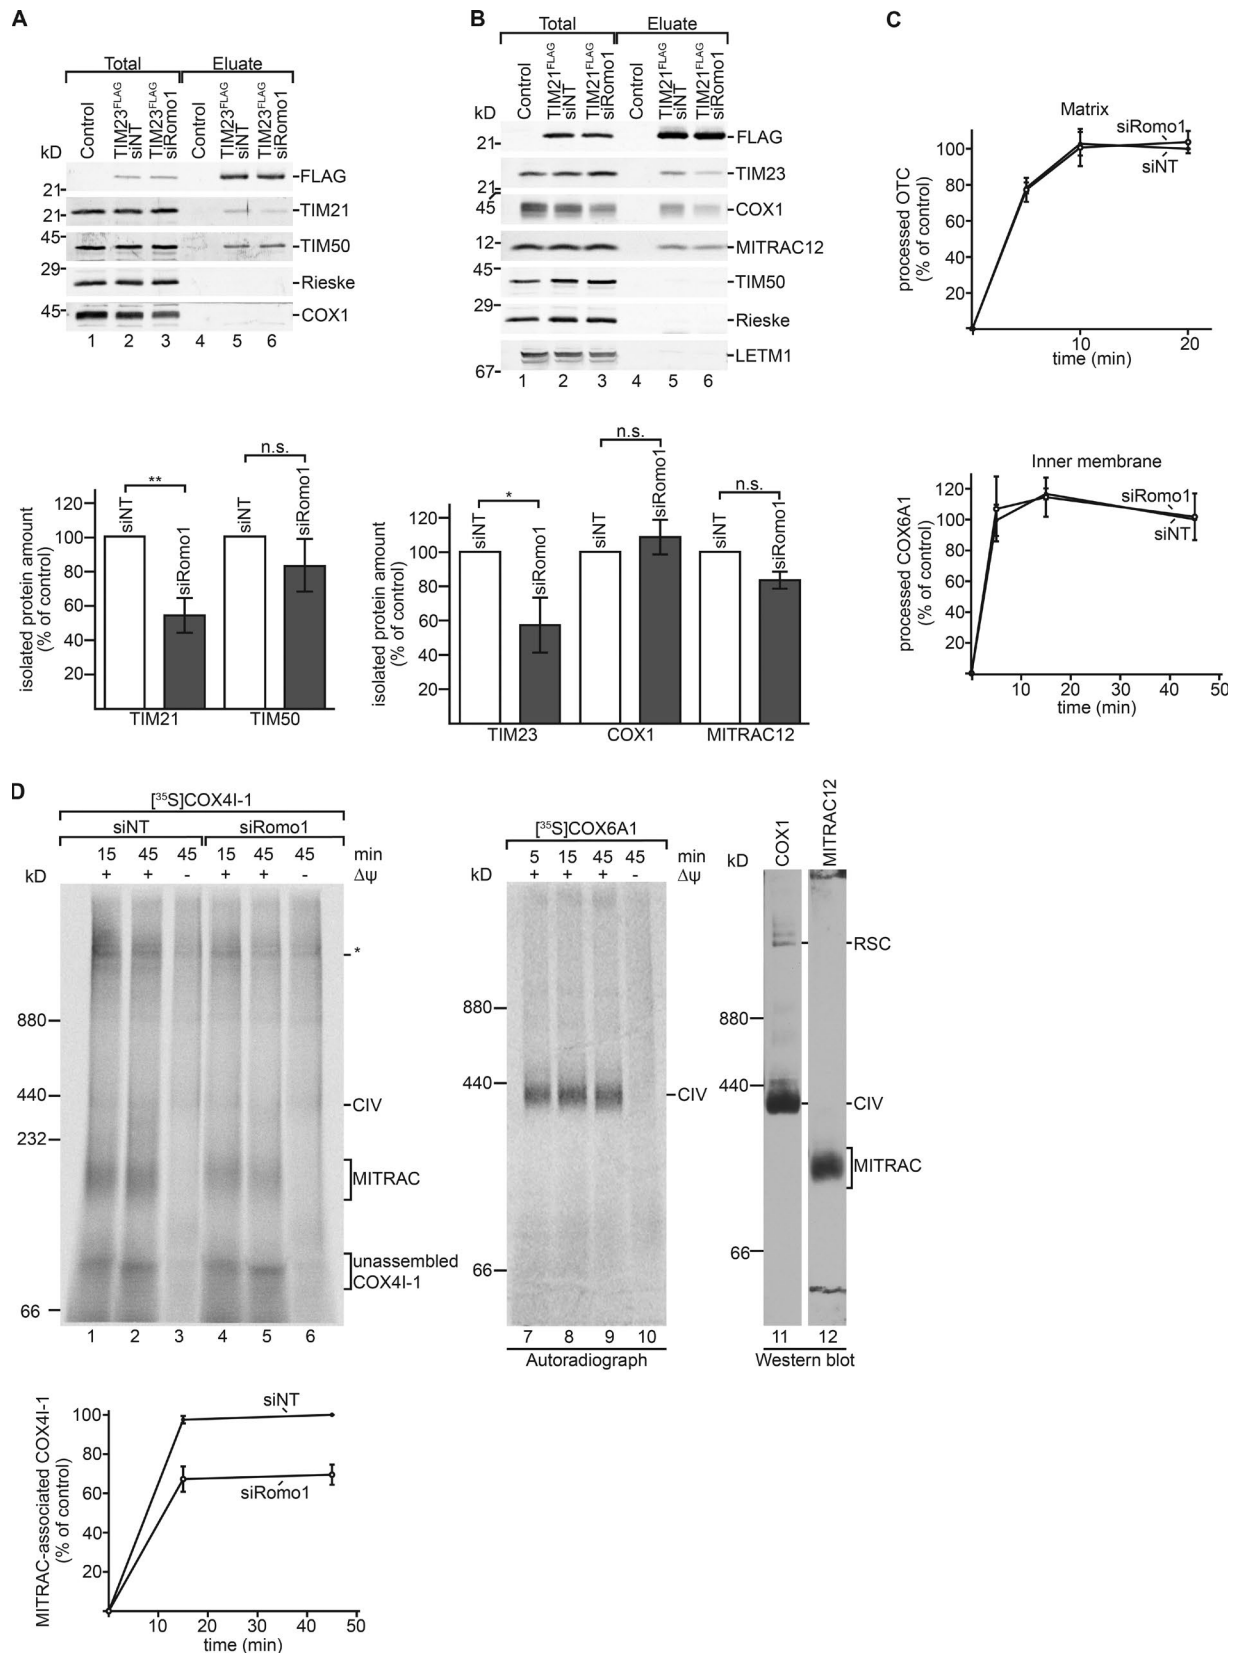 A
Total
Eluate
Control
TIM23FLAG siNT
TIM23FLAG siRomo1
Control
TIM23FLAG siNT
TIM23FLAG siRomo1
kD
21
FLAG
21
TIM21
45
TIM50
29
Rieske
45
COX1
1 2 3 4 5 6
isolated protein amount
(% of control)
120
100
80
60
40
20
siNT
**
siRomo1
siNT
n.s.
siRomo1
TIM21
TIM50
B
Total
Eluate
Control
TIM21FLAG siNT
TIM21FLAG siRomo1
Control
TIM21FLAG siNT
TIM21FLAG siRomo1
kD
21
FLAG
TIM23
21
45
COX1
12
MITRAC12
45
TIM50
29
Rieske
LETM1
67
1 2 3 4 5 6
isolated protein amount
(% of control)
120
100
80
60
40
20
siNT
*
siRomo1
siNT
n.s.
siRomo1
siNT
n.s.
siRomo1
TIM23
COX1
MITRAC12
C
Matrix
siRomo1
siNT
processed OTC
(% of control)
100
80
60
40
20
10 20
time (min)
Inner membrane
siRomo1
siNT
processed COX6A1
(% of control)
120
100
80
60
40
20
10 20 30 40 50
time (min)
D
[35S]COX4I-1
siNT
siRomo1
15 45 45 15 45 45 min
+ + - + + - Δψ
kD
*
880
440
CIV
232
MITRAC
unassembled
COX4I-1
66
1 2 3 4 5 6
[35S]COX6A1
5 15 45 45 min
+ + + - Δψ
kD
880
440
CIV
66
7 8 9 10
Autoradiograph
kD
COX1
MITRAC12
RSC
880
440
CIV
MITRAC
66
11 12
Western blot
MITRAC-associated COX4I-1
(% of control)
100
80
60
40
20
siNT
siRomo1
10 20 30 40 50
time (min)